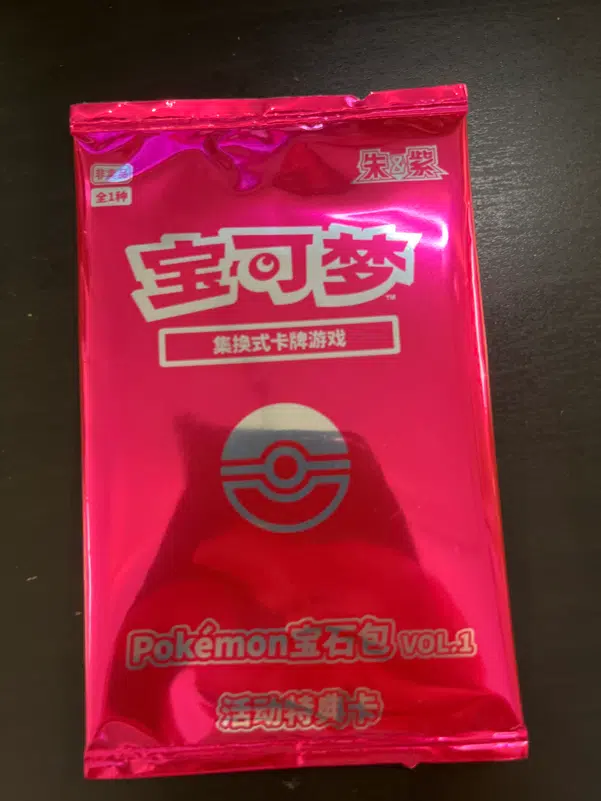 非卖品
全1种
朱 紫
宝可梦
TM
集换式卡牌游戏
Pokémon宝石包 VOL.1
活动特典卡